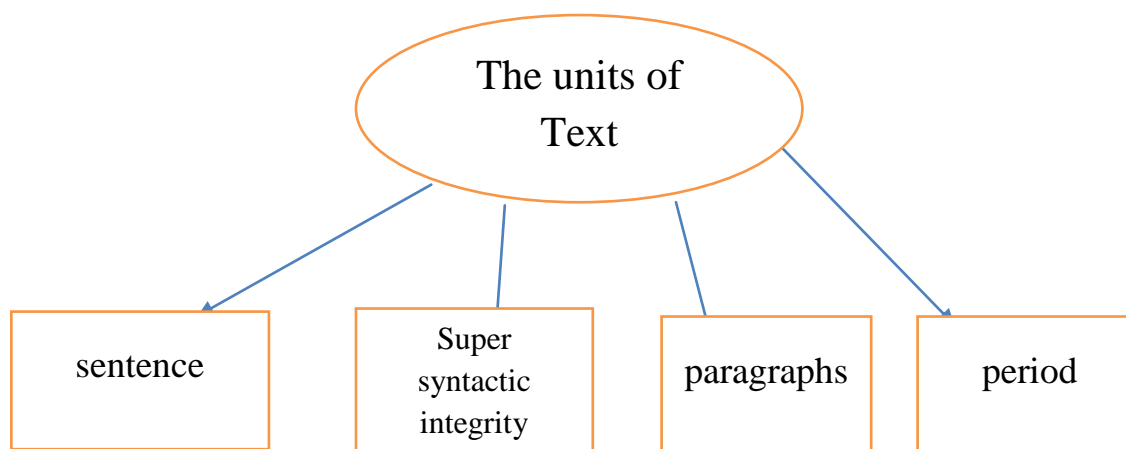 The units of
Text
sentence
Super
syntactic
integrity
paragraphs
period